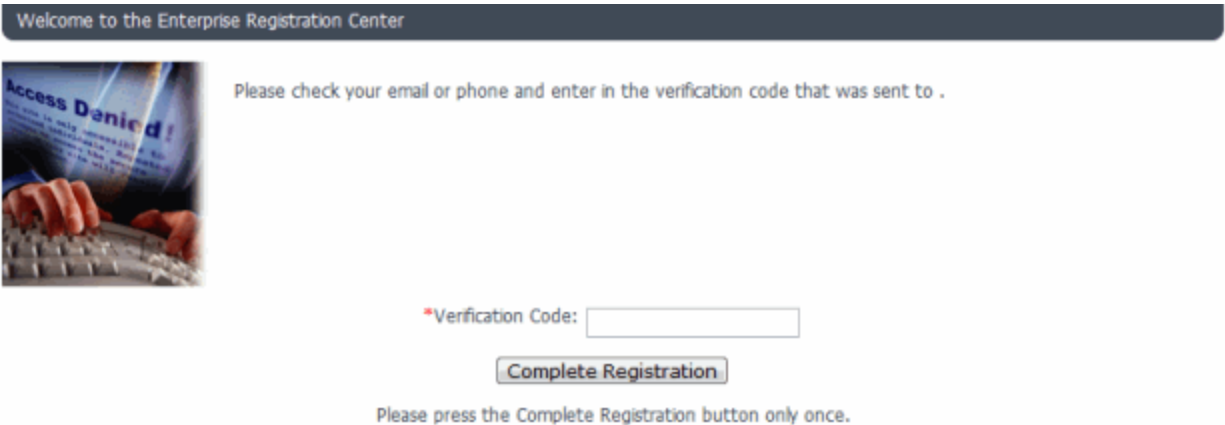 Welcome to the Enterprise Registration Center
Access Denied!
Please check your email or phone and enter in the verification code that was sent to .
*Verification Code:
Complete Registration
Please press the Complete Registration button only once.